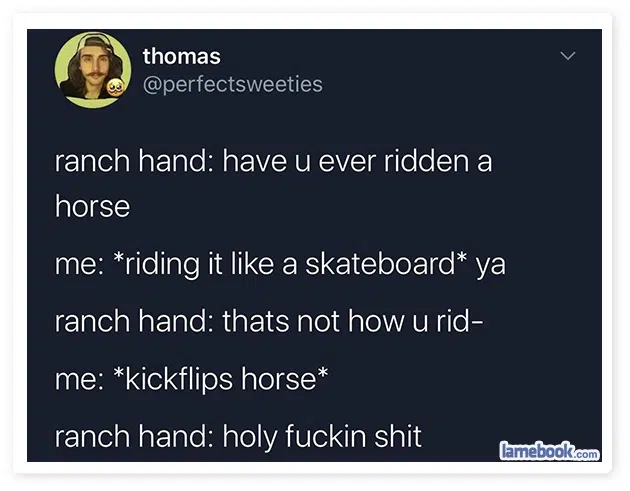 thomas
@perfectsweeties
ranch hand: have u ever ridden a
horse
me: *riding it like a skateboard* ya
ranch hand: thats not how u rid-
me: *kickflips horse*
ranch hand: holy fuckin shit
lamebook.com